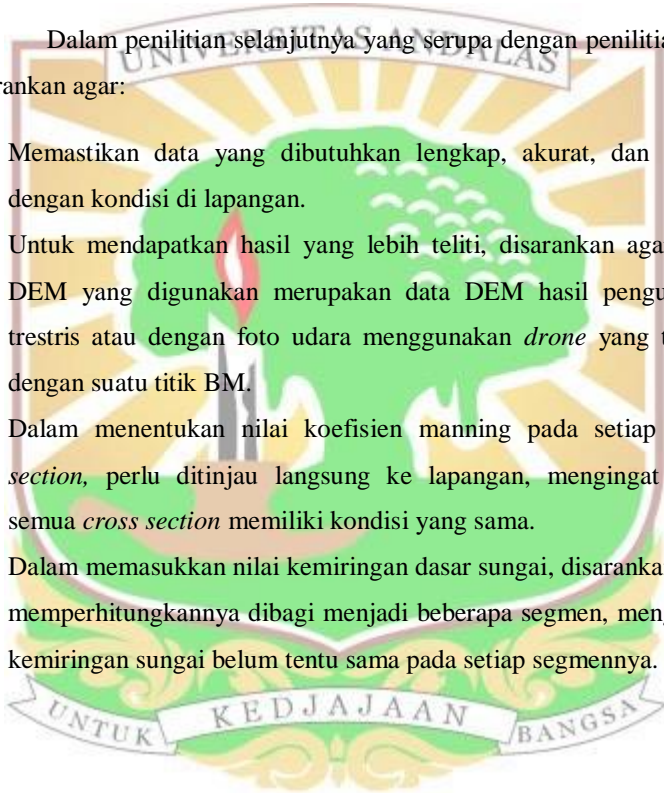 Dalam penilitian selanjutnya yang serupa dengan penilitia
rankan agar:
UNIVERSITAS ANDALAS
Memastikan data yang dibutuhkan lengkap, akurat, dan
dengan kondisi di lapangan.
Untuk mendapatkan hasil yang lebih teliti, disarankan aga
DEM yang digunakan merupakan data DEM hasil pengu
trestris atau dengan foto udara menggunakan drone yang t
dengan suatu titik BM.
Dalam menentukan nilai koefisien manning pada setiap
section, perlu ditinjau langsung ke lapangan, mengingat
semua cross section memiliki kondisi yang sama.
Dalam memasukkan nilai kemiringan dasar sungai, disaranka
memperhitungkannya dibagi menjadi beberapa segmen, meng
kemiringan sungai belum tentu sama pada setiap segmennya.
UNTUK KEDJAJAAN BANGSA